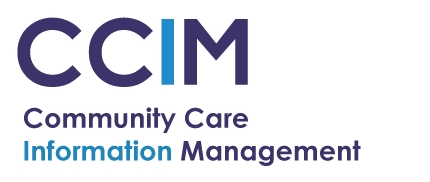 CCIM
Community Care
Information Management